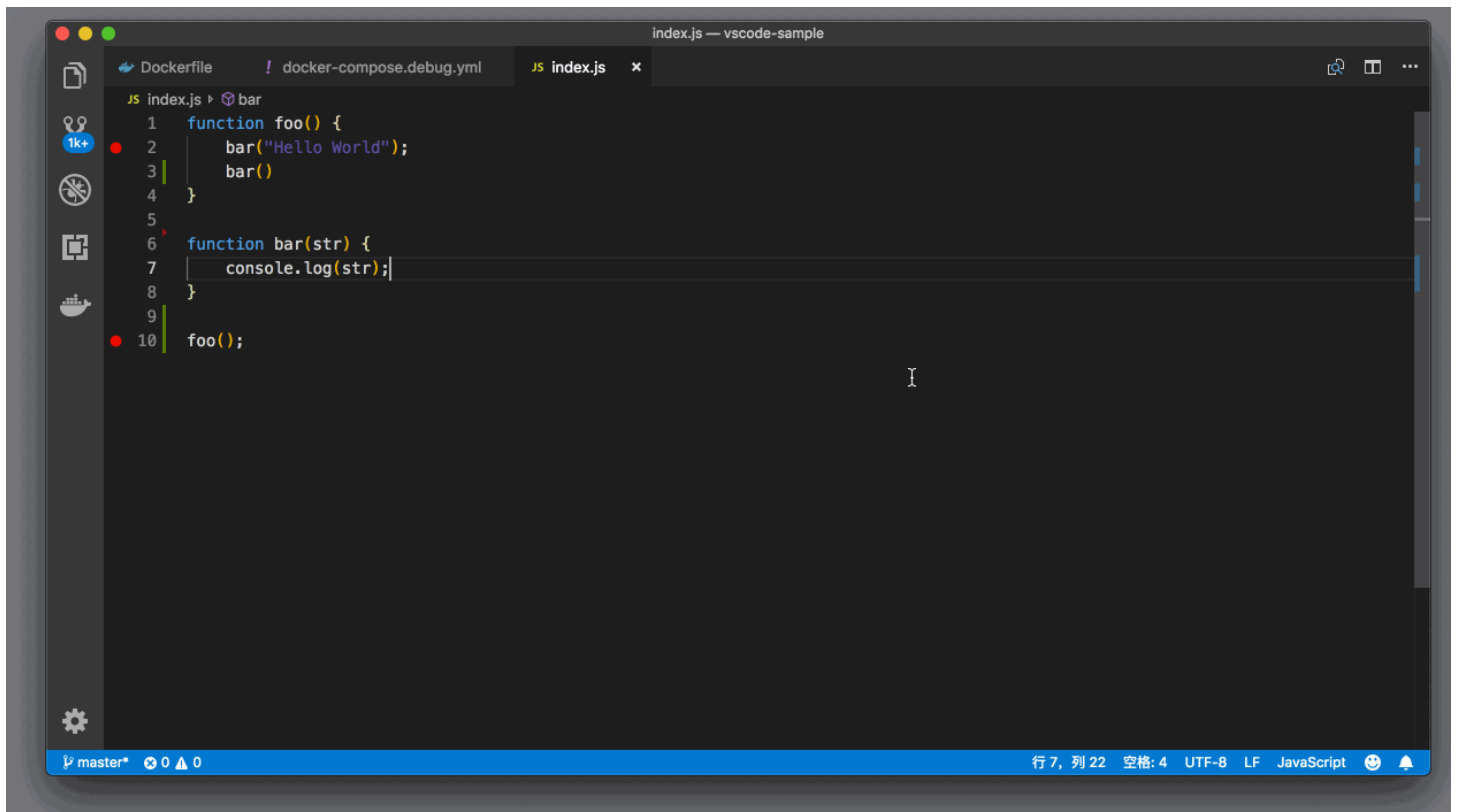 index.js — vscode-sample
Dockerfile ! docker-compose.debug.yml JS index.js ×
JS index.js bar
1 function foo() {
2     bar("Hello World");
3     bar()
4 }
5
6 function bar(str) {
7     console.log(str);
8 }
9
10 foo();
1k+
master* 0 0 行 7，列 22 空格: 4 UTF-8 LF JavaScript